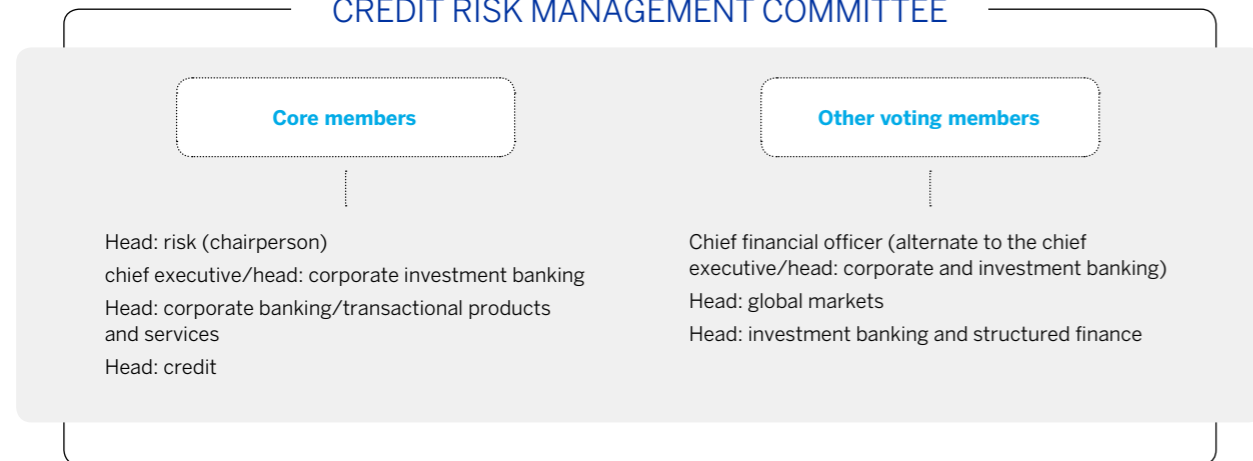 CREDIT RISK MANAGEMENT COMMITTEE
Core members
Head: risk (chairperson)
chief executive/head: corporate investment banking
Head: corporate banking/transactional products
and services
Head: credit
Other voting members
Chief financial officer (alternate to the chief
executive/head: corporate and investment banking)
Head: global markets
Head: investment banking and structured finance